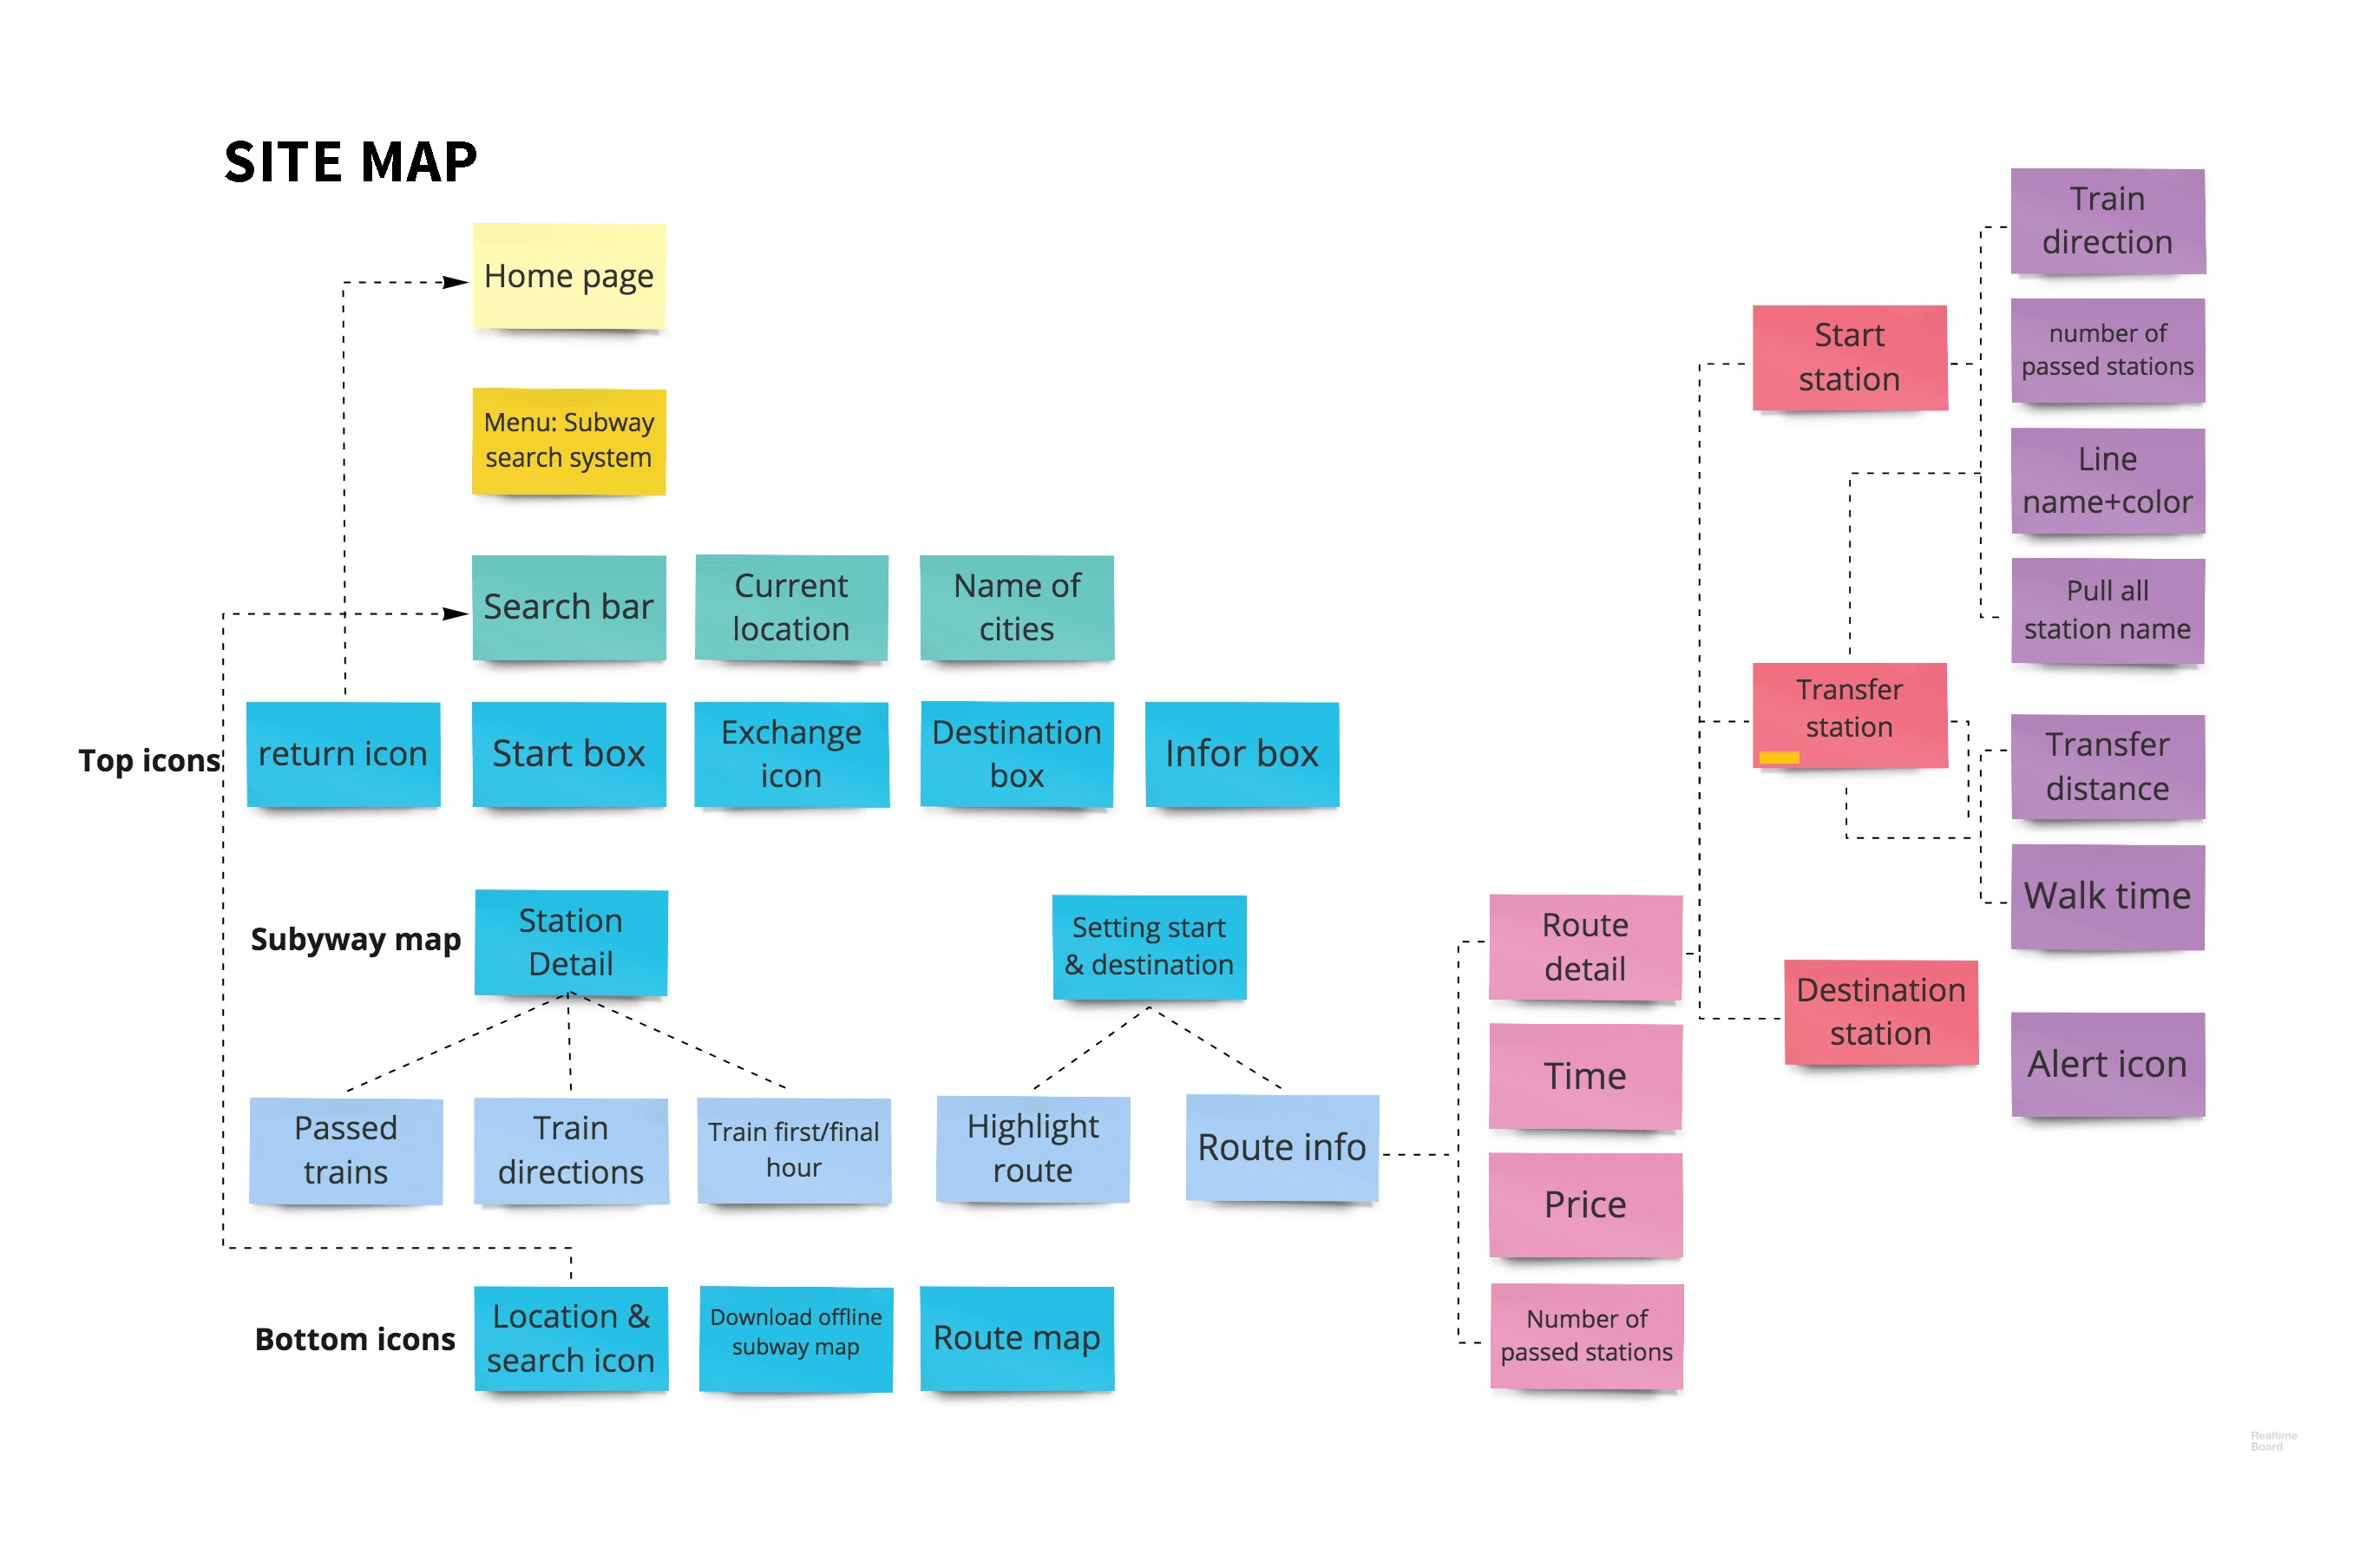 SITE MAP
Home page
Menu: Subway
search system
Search bar
Current
location
Name of
cities
Top icons
return icon
Start box
Exchange
icon
Destination
box
Infor box
Subyway map
Station
Detail
Setting start
& destination
Passed
trains
Train
directions
Train first/final
hour
Highlight
route
Route info
Bottom icons
Location &
search icon
Download offline
subway map
Route map
Route
detail
Time
Price
Number of
passed stations
Start
station
Transfer
station
Destination
station
Train
direction
number of
passed stations
Line
name+color
Pull all
station name
Transfer
distance
Walk time
Alert icon
Realtime
Board